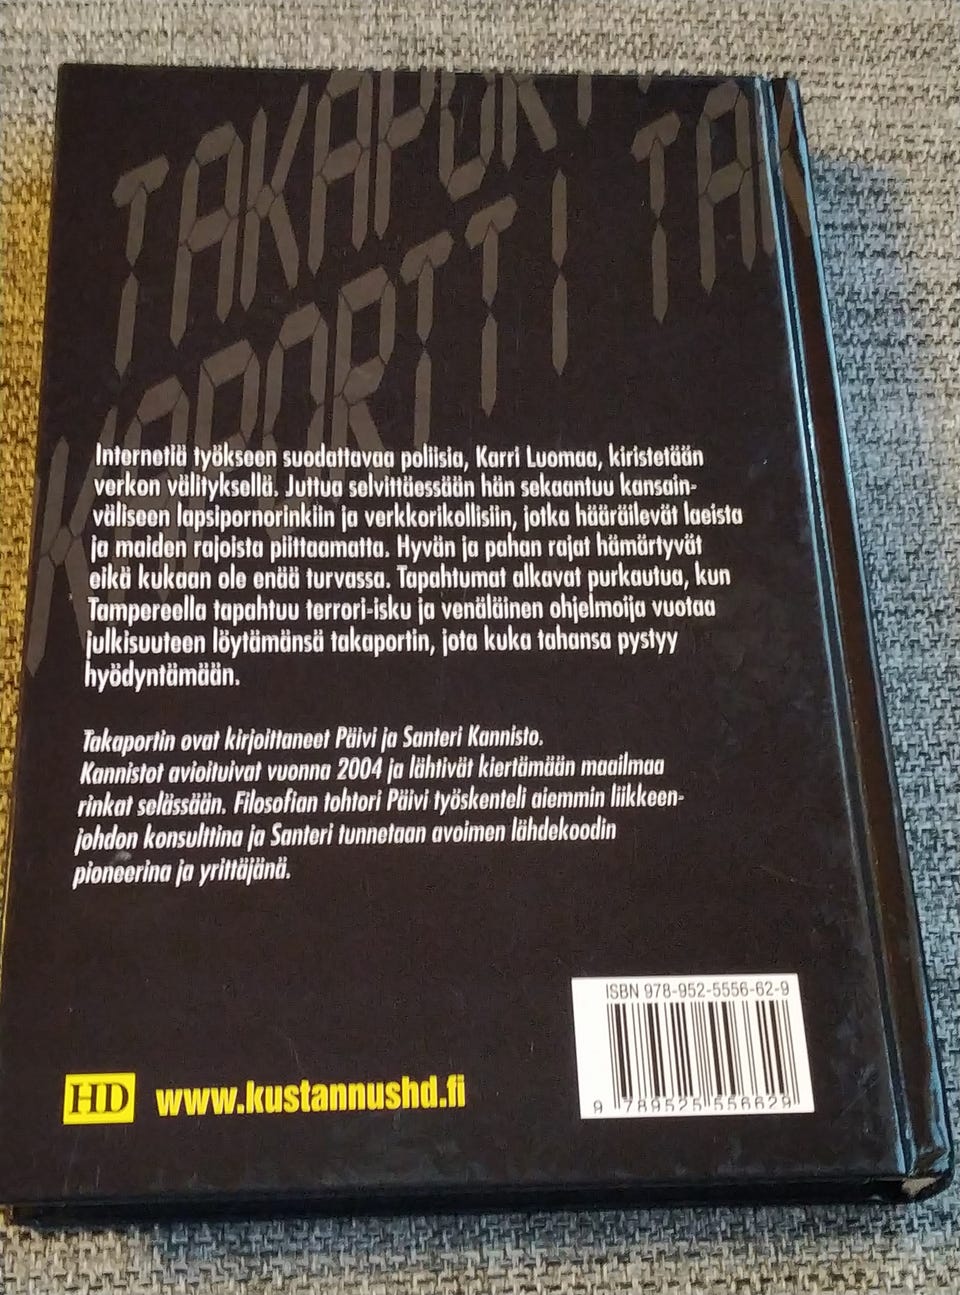 TAKAPORTTI
TAK
KAPORTTI
Internetiä työkseen suodattavaa poliisia, Karri Luomaa, kiristetään
verkon välityksellä. Juttua selvittäessään hän sekaantuu kansain-
väliseen lapsipornorinkiin ja verkkorikollisiin, jotka hääräilevät laeista
ja maiden rajoista piittaamatta. Hyvän ja pahan rajat hämärtyvät
eikä kukaan ole enää turvassa. Tapahtumat alkavat purkautua, kun
Tampereella tapahtuu terrori-isku ja venäläinen ohjelmoija vuotaa
julkisuuteen löytämänsä takaportin, jota kuka tahansa pystyy
hyödyntämään.
Takaportin ovat kirjoittaneet Päivi ja Santeri Kannisto.
Kannistot avioituivat vuonna 2004 ja lähtivät kiertämään maailmaa
rinkat selässään. Filosofian tohtori Päivi työskenteli aiemmin liikkeen-
johdon konsulttina ja Santeri tunnetaan avoimen lähdekoodin
pioneerina ja yrittäjänä.
ISBN 978-952-5556-62-9
9 789525 556629
HD www.kustannushd.fi